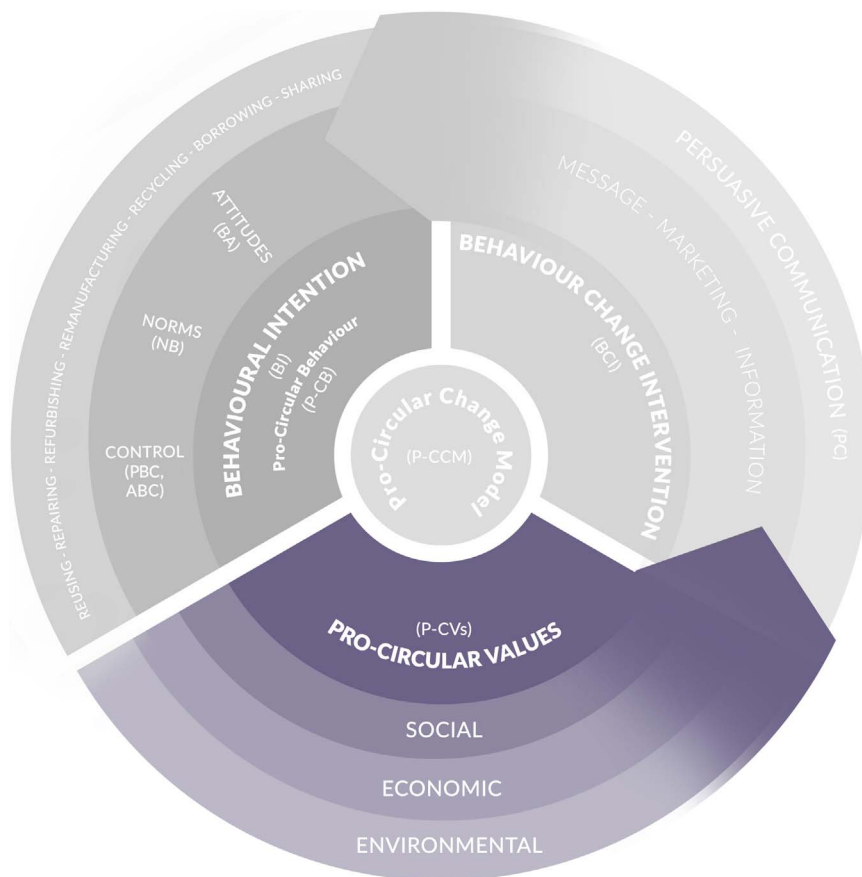 REUSING - REPAIRING - REFURBISHING - REMANUFACTURING - RECYCLING - BORROWING - SHARING
ATTITUDES
(BA)
NORMS
(NB)
CONTROL
(PBC,
ABC)
BEHAVIOURAL INTENTION
(BI)
Pro-Circular Behaviour
(P-CB)
PERSUASIVE COMMUNICATION (PC)
MESSAGE - MARKETING - INFORMATION
BEHAVIOUR CHANGE INTERVENTION
(BCI)
Pro-Circular Change Model
(P-CCM)
(P-CVs)
PRO-CIRCULAR VALUES
SOCIAL
ECONOMIC
ENVIRONMENTAL